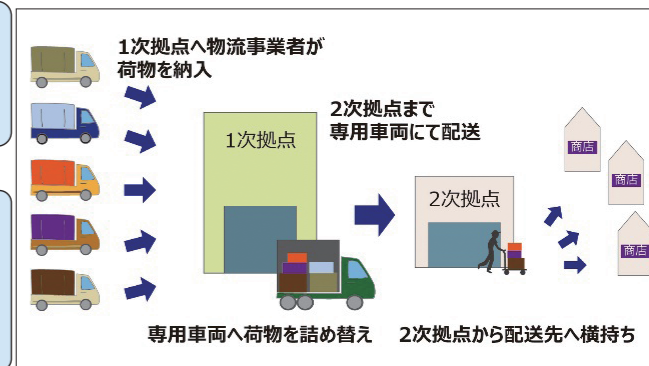 1次拠点へ物流事業者が
荷物を納入
2次拠点まで
専用車両にて配送
1次拠点
2次拠点
商店
商店
商店
専用車両へ荷物を詰め替え
2次拠点から配送先へ横持ち